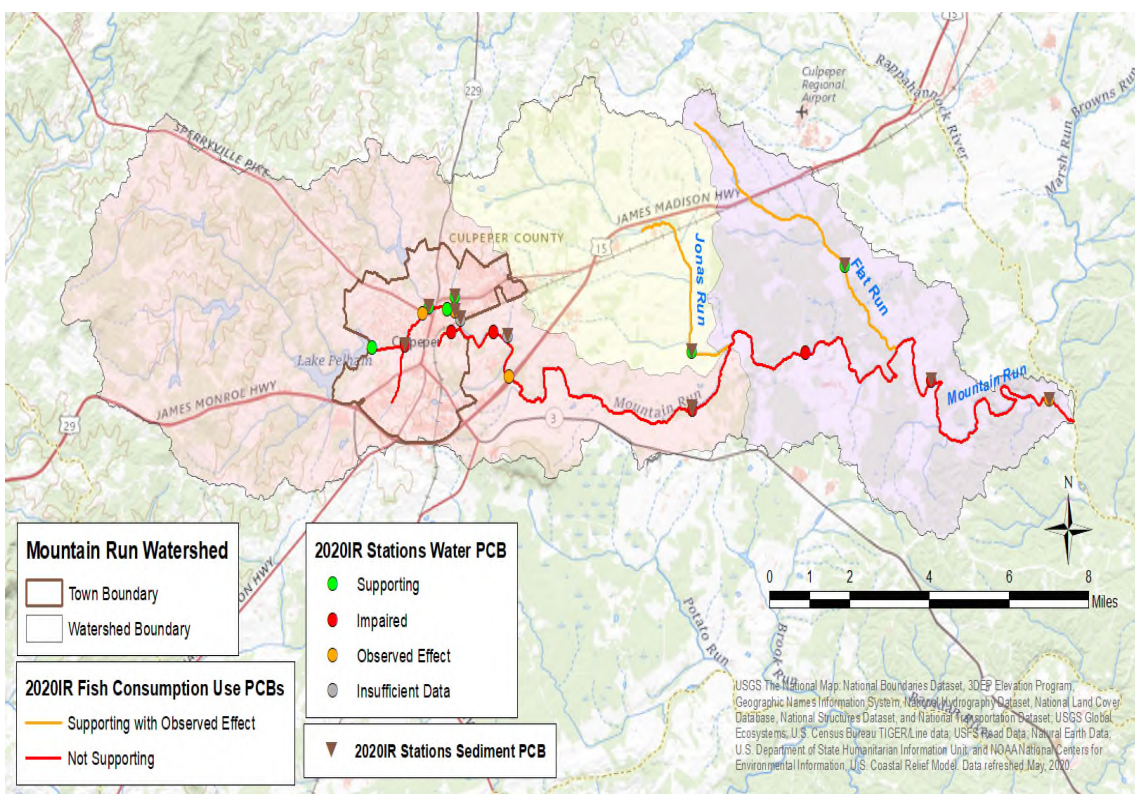 229
15
Culpeper
Regional
Airport
Rappahannock
River
Browns Run
Marsh Run
SPERRYVILLE PIKE
JAMES MADISON HWY
CULPEPER COUNTY
15
Jonas Run
Flat Run
Culpeper
Lake Pelham
JAMES MONROE HWY
29
3
Mountain Run
Mountain Run
N
Mountain Run Watershed
Town Boundary
Watershed Boundary
2020IR Fish Consumption Use PCBs
Supporting with Observed Effect
Not Supporting
2020IR Stations Water PCB
Supporting
Impaired
Observed Effect
Insufficient Data
2020IR Stations Sediment PCB
0 1 2 4 6 8
Miles
ON HWY
Potato Run
Brook Run
USGS The National Map: National Boundaries Dataset, 3DEP Elevation Program,
Geographic Names Information System, National Hydrography Dataset, National Land Cover
Database, National Structures Dataset, and National Transportation Dataset; USGS Global
Ecosystems; U.S. Census Bureau TIGER/Line data; USFS Road Data; Natural Earth Data;
U.S. Department of State Humanitarian Information Unit; and NOAA National Centers for
Environmental Information, U.S. Coastal Relief Model. Data refreshed May, 2020.